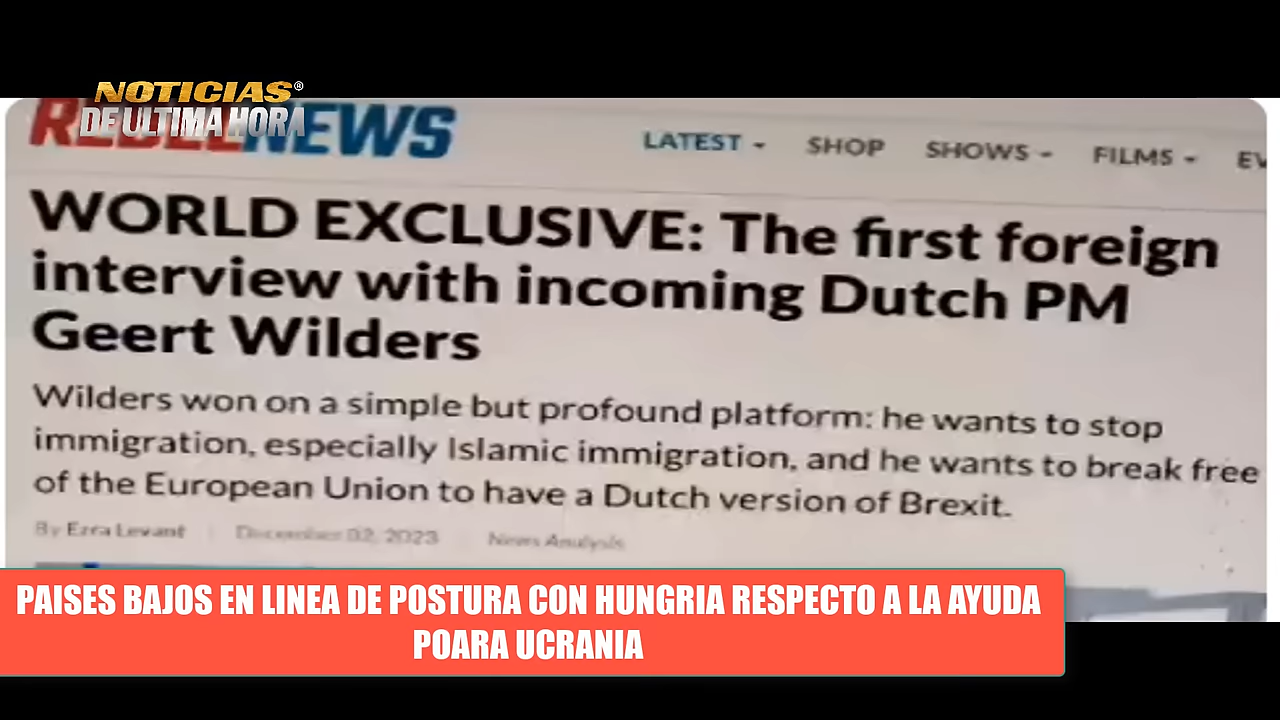 NOTICIAS®
DE ULTIMA HORA
REBEL NEWS
LATEST
SHOP
SHOWS
FILMS
EV
WORLD EXCLUSIVE: The first foreign
interview with incoming Dutch PM
Geert Wilders
Wilders won on a simple but profound platform: he wants to stop
immigration, especially Islamic immigration, and he wants to break free
of the European Union to have a Dutch version of Brexit.
By Ezra Levant | December 02, 2023 | News Analysis
PAISES BAJOS EN LINEA DE POSTURA CON HUNGRIA RESPECTO A LA AYUDA
POARA UCRANIA